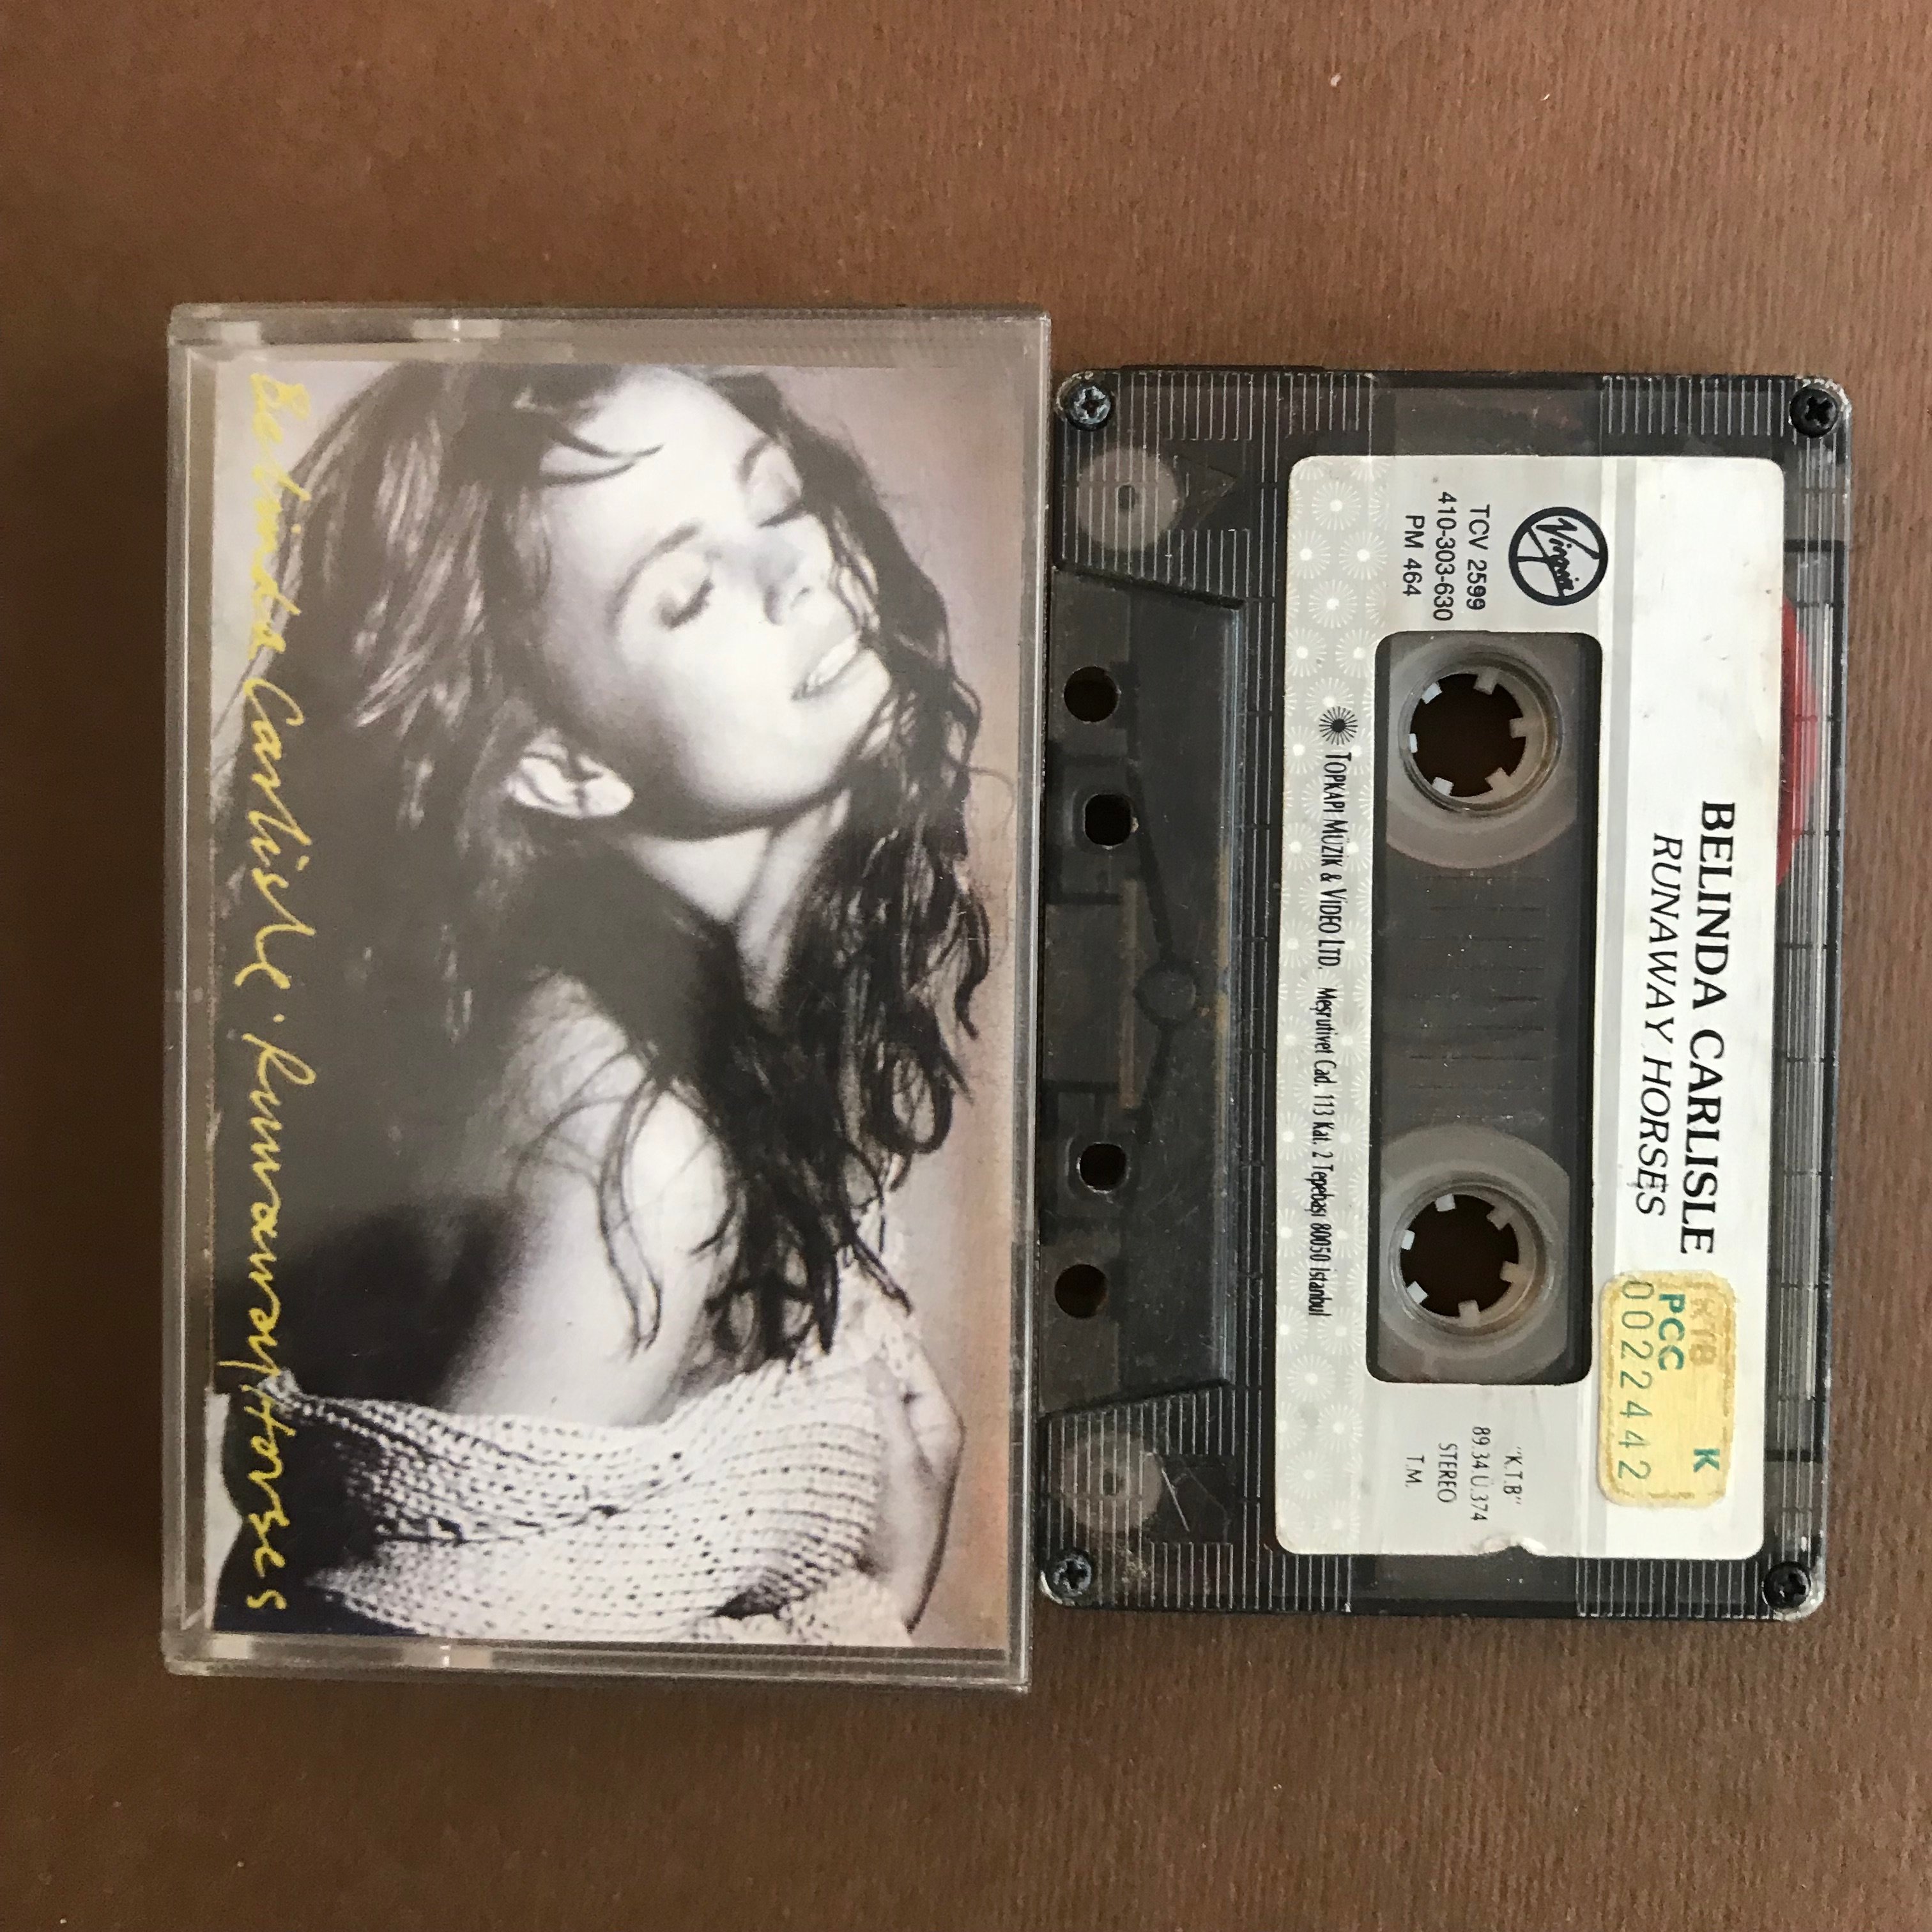 Belinda Carlisle · Runaway Horses
BELINDA CARLISLE
RUNAWAY HORSES
Virgin
TCV 2599
410-303-630
PM 464
KTB K
PCC
0022442
"K.T.B"
89.34.Ü.374
STEREO
T.M.
TOPKAPI MUZIK & VIDEO LTD. Meşrutiyet Cad. 113 Kat. 2 Tepebaşı 80050 İstanbul